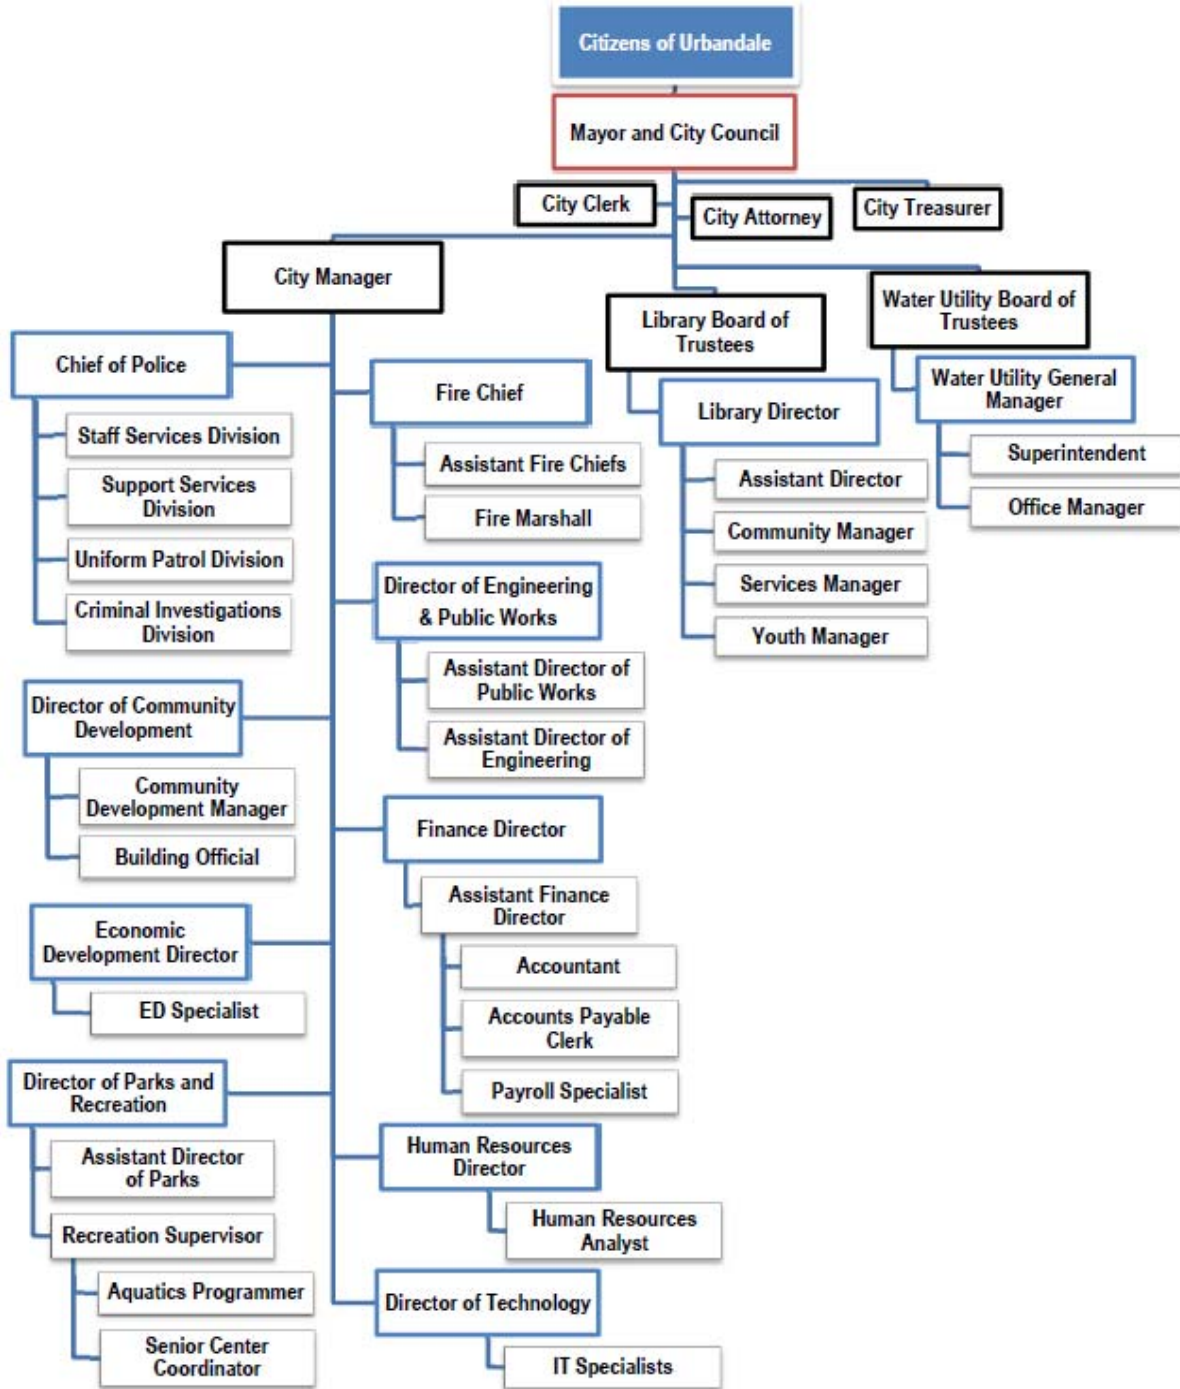 Citizens of Urbandale
Mayor and City Council
City Clerk
City Attorney
City Treasurer
City Manager
Library Board of
Trustees
Water Utility Board of
Trustees
Chief of Police
Staff Services Division
Support Services
Division
Uniform Patrol Division
Criminal Investigations
Division
Fire Chief
Assistant Fire Chiefs
Fire Marshall
Library Director
Assistant Director
Community Manager
Services Manager
Youth Manager
Water Utility General
Manager
Superintendent
Office Manager
Director of Engineering
& Public Works
Assistant Director of
Public Works
Assistant Director of
Engineering
Director of Community
Development
Community
Development Manager
Building Official
Finance Director
Assistant Finance
Director
Accountant
Accounts Payable
Clerk
Payroll Specialist
Economic
Development Director
ED Specialist
Director of Parks and
Recreation
Assistant Director
of Parks
Recreation Supervisor
Aquatics Programmer
Senior Center
Coordinator
Human Resources
Director
Human Resources
Analyst
Director of Technology
IT Specialists